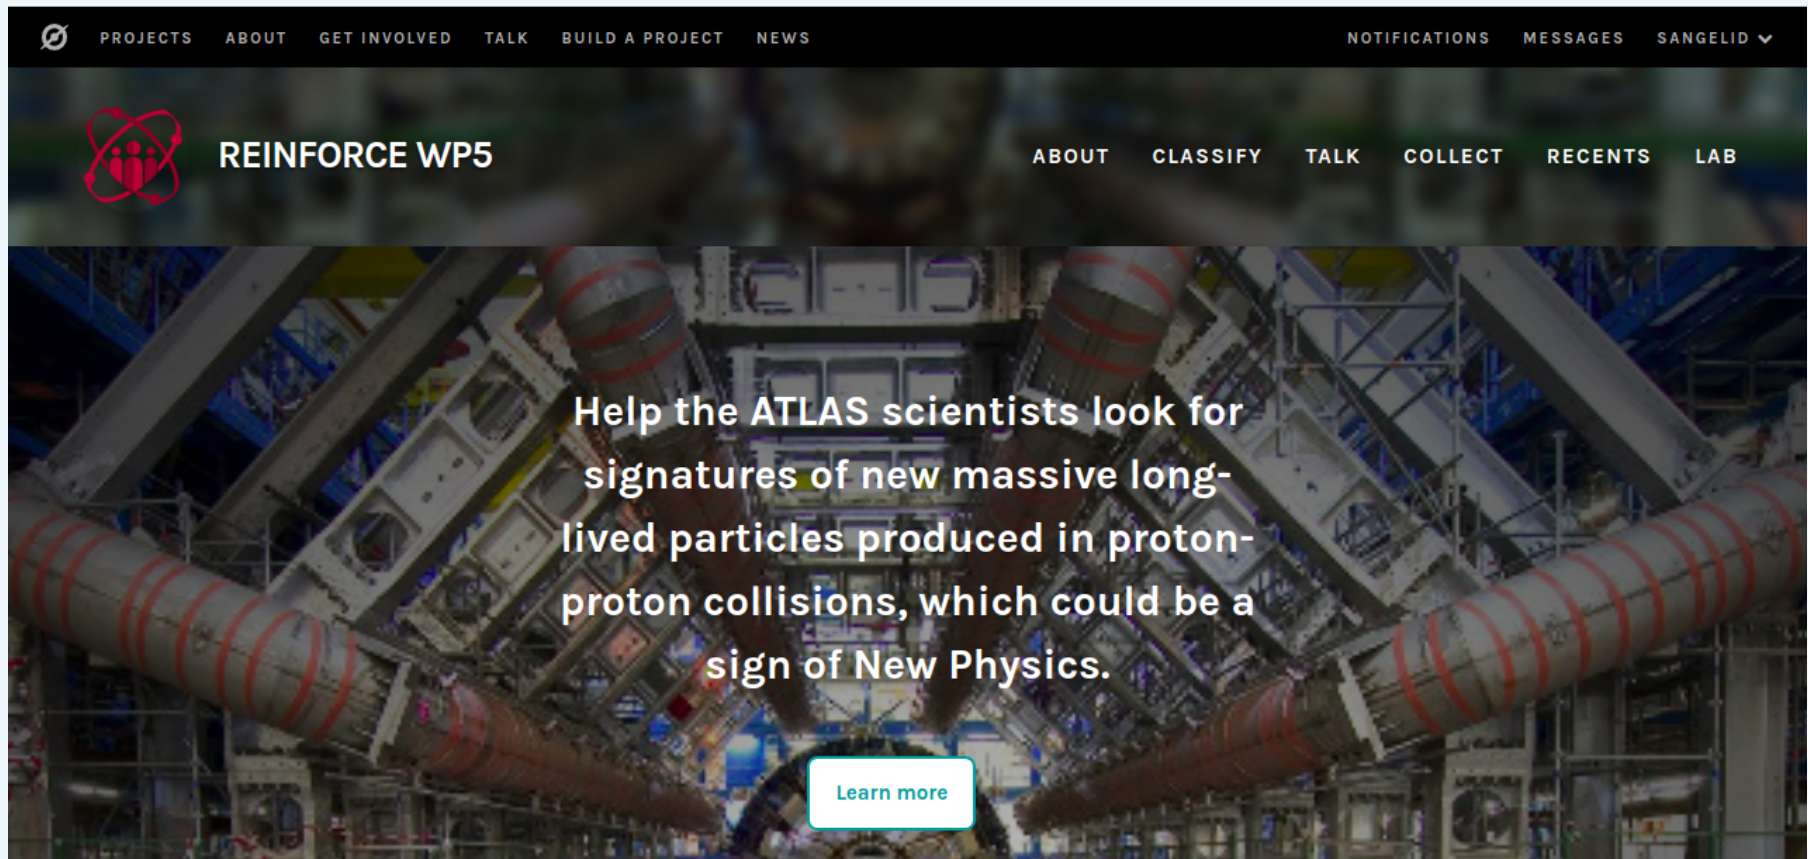 PROJECTS ABOUT GET INVOLVED TALK BUILD A PROJECT NEWS NOTIFICATIONS MESSAGES SANGELID
REINFORCE WP5 ABOUT CLASSIFY TALK COLLECT RECENTS LAB
Help the ATLAS scientists look for
signatures of new massive long-
lived particles produced in proton-
proton collisions, which could be a
sign of New Physics.
Learn more